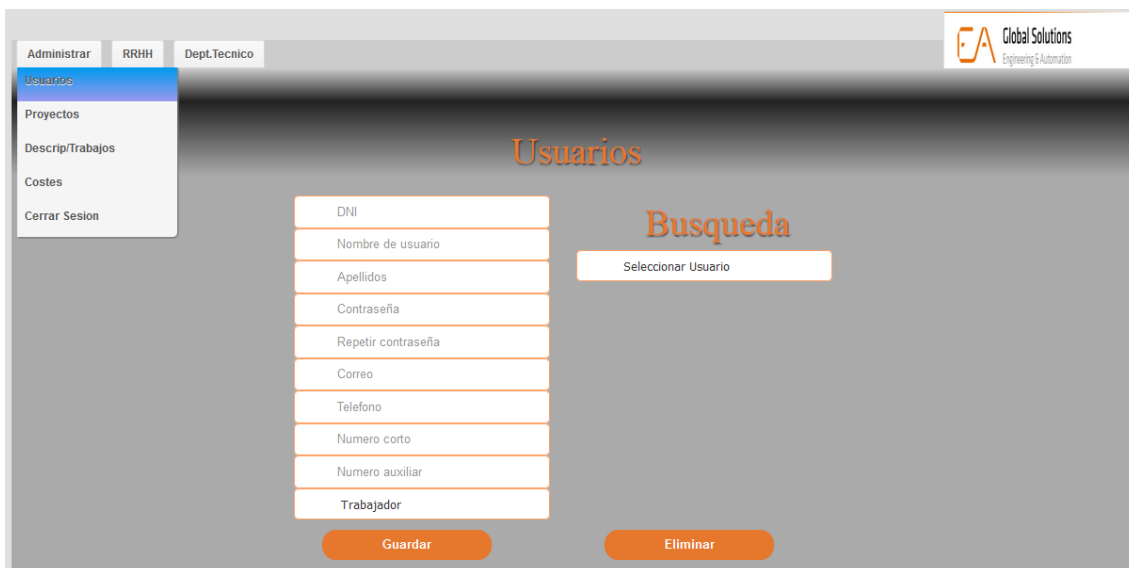 Global Solutions
Engineering & Automation
Administrar RRHH Dept.Tecnico
Usuarios
Proyectos
Descrip/Trabajos
Costes
Cerrar Sesion
Usuarios
DNI
Nombre de usuario
Apellidos
Contraseña
Repetir contraseña
Correo
Telefono
Numero corto
Numero auxiliar
Trabajador
Guardar
Busqueda
Seleccionar Usuario
Eliminar